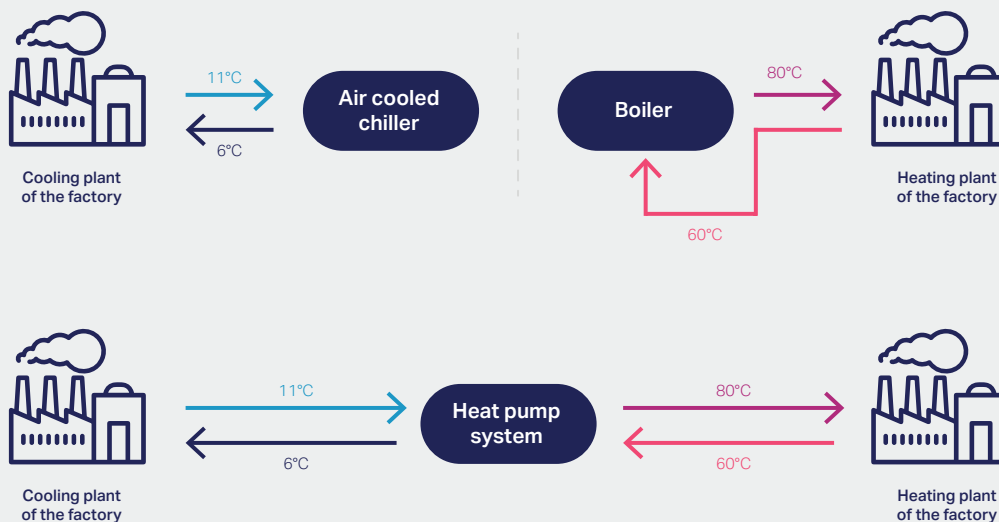 11°C
6°C
Air cooled
chiller
Cooling plant
of the factory
Boiler
80°C
60°C
Heating plant
of the factory
11°C
6°C
Heat pump
system
80°C
60°C
Cooling plant
of the factory
Heating plant
of the factory